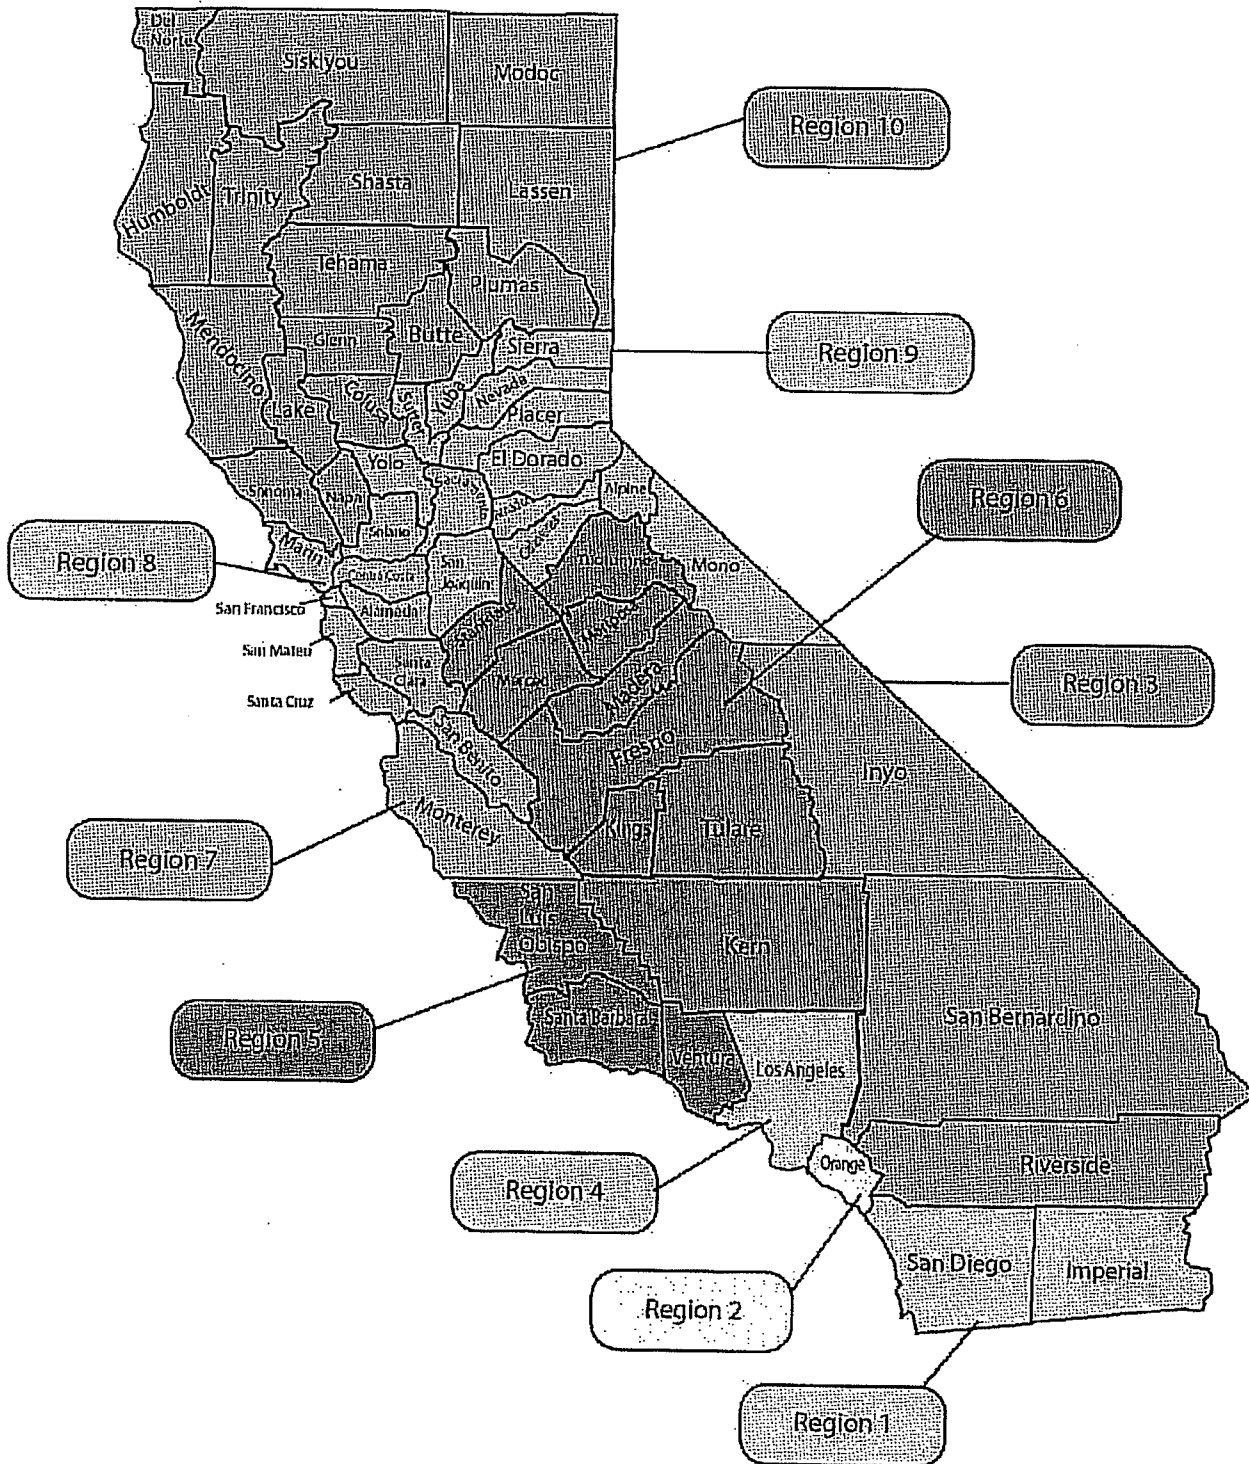 Del
Norte
Siskiyou
Modoc
Region 10
Humboldt
Trinity
Shasta
Lassen
Tehama
Plumas
Mendocino
Glenn
Butte
Sierra
Region 9
Lake
Colusa
Sutter
Yuba
Nevada
Placer
Yolo
El Dorado
Sonoma
Napa
Alpine
Region 6
Solano
Region 8
Marin
Contra Costa
San
Joaquin
Mono
San Francisco
Alameda
San Mateo
Santa
Clara
Madera
Region 3
Santa Cruz
San Benito
Fresno
Inyo
Monterey
Kings
Tulare
Region 7
San
Luis
Obispo
Kern
Region 5
Santa Barbara
Ventura
Los Angeles
San Bernardino
Region 4
Orange
Riverside
San Diego
Imperial
Region 2
Region 1